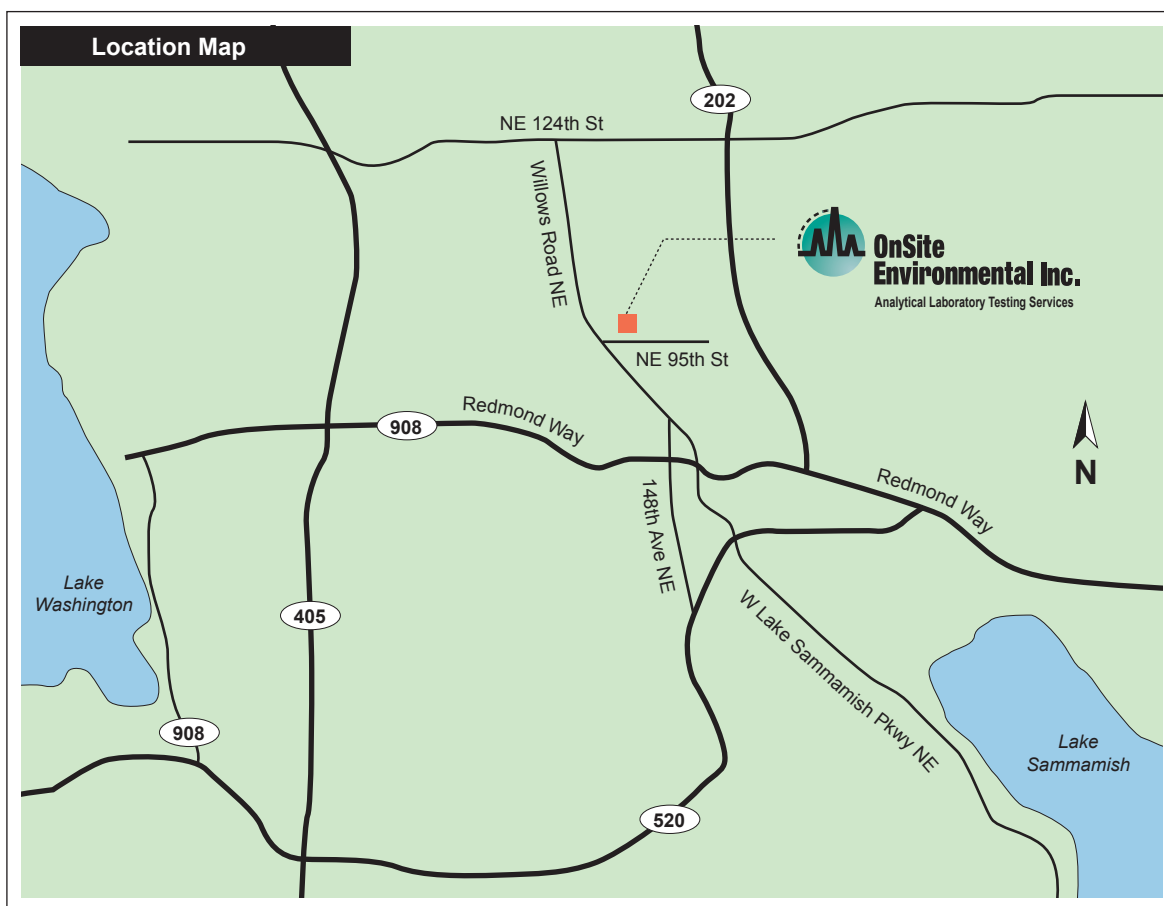 Location Map
202
NE 124th St
Willows Road NE
OnSite
Environmental Inc.
Analytical Laboratory Testing Services
NE 95th St
Redmond Way
908
N
Redmond Way
148th Ave NE
Lake
Washington
405
W Lake Sammamish Pkwy NE
908
Lake
Sammamish
520